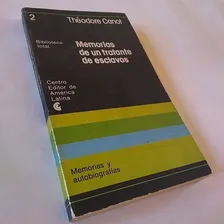 2
Théodore Canot
Biblioteca
total
Memorias
de un tratante
de esclavos
Centro
Editor de
América
Latina
Memorias y
autobiografías